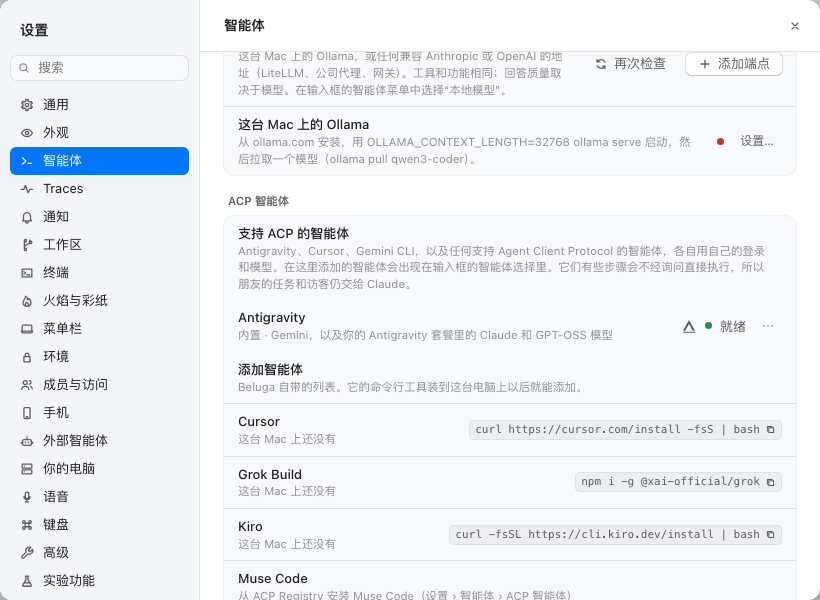 设置
搜索
通用
外观
智能体
Traces
通知
工作区
终端
火焰与彩纸
菜单栏
环境
成员与访问
手机
外部智能体
你的电脑
语音
键盘
高级
实验功能
智能体
这台 Mac 上的 Ollama，或任何兼容 Anthropic 或 OpenAI 的地
址（LiteLLM、公司代理、网关）。工具和功能相同；回答质量取
决于模型。在输入框的智能体菜单中选择“本地模型”。
再次检查
添加端点
这台 Mac 上的 Ollama
从 ollama.com 安装，用 OLLAMA_CONTEXT_LENGTH=32768 ollama serve 启动，然
后拉取一个模型（ollama pull qwen3-coder）。
设置…
ACP 智能体
支持 ACP 的智能体
Antigravity、Cursor、Gemini CLI，以及任何支持 Agent Client Protocol 的智能体，各自用自己的登录
和模型。在这里添加的智能体会出现在输入框的智能体选择里。它们有些步骤会不经询问直接执行，所以
朋友的任务和访客仍交给 Claude。
Antigravity
内置 · Gemini，以及你的 Antigravity 套餐里的 Claude 和 GPT-OSS 模型
就绪
添加智能体
Beluga 自带的列表。它的命令行工具装到这台电脑上以后就能添加。
Cursor
这台 Mac 上还没有
curl https://cursor.com/install -fsS | bash
Grok Build
这台 Mac 上还没有
npm i -g @xai-official/grok
Kiro
这台 Mac 上还没有
curl -fsSL https://cli.kiro.dev/install | bash
Muse Code
从 ACP Registry 安装 Muse Code（设置 › 智能体 › ACP 智能体）